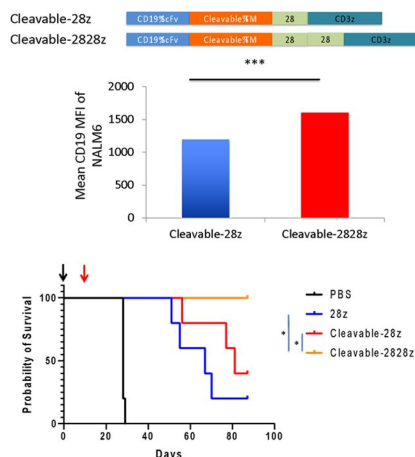 Cleavable-28z CD19%cFv Cleavable%M 28 CD3z
Cleavable-2828z CD19%cFv Cleavable%M 28 28 CD3z
***
2000
1500
1000
500
0
Mean CD19 MFI of
NALM6
Cleavable-28z Cleavable-2828z
100
50
0
Probability of Survival
0 20 40 60 80 100
Days
PBS
28z
Cleavable-28z
Cleavable-2828z
* *